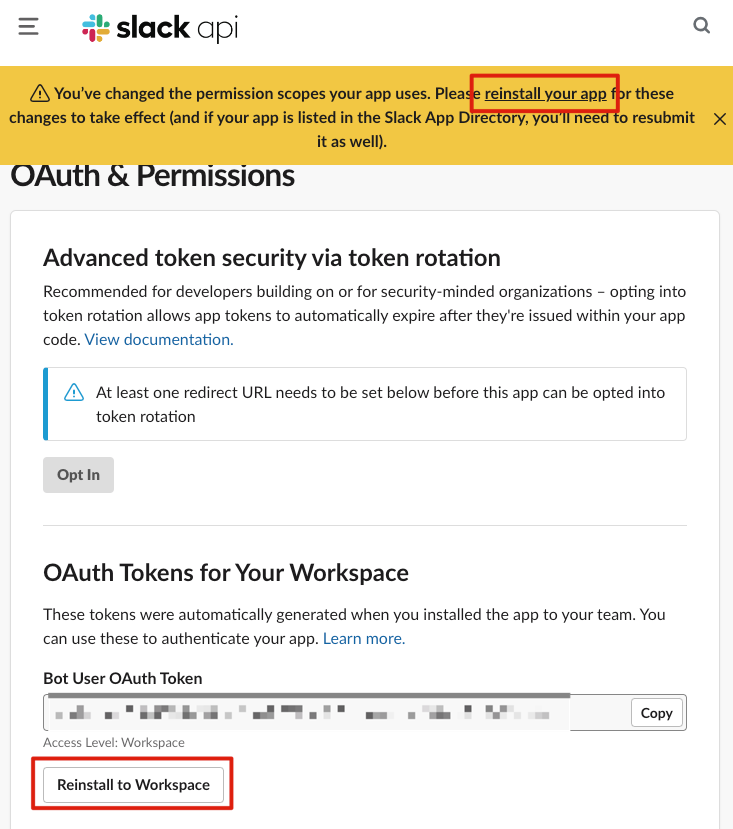 slack api
You've changed the permission scopes your app uses. Please reinstall your app for these
changes to take effect (and if your app is listed in the Slack App Directory, you'll need to resubmit
it as well).
OAuth & Permissions
Advanced token security via token rotation
Recommended for developers building on or for security-minded organizations – opting into
token rotation allows app tokens to automatically expire after they're issued within your app
code. View documentation.
At least one redirect URL needs to be set below before this app can be opted into
token rotation
Opt In
OAuth Tokens for Your Workspace
These tokens were automatically generated when you installed the app to your team. You
can use these to authenticate your app. Learn more.
Bot User OAuth Token
Copy
Access Level: Workspace
Reinstall to Workspace